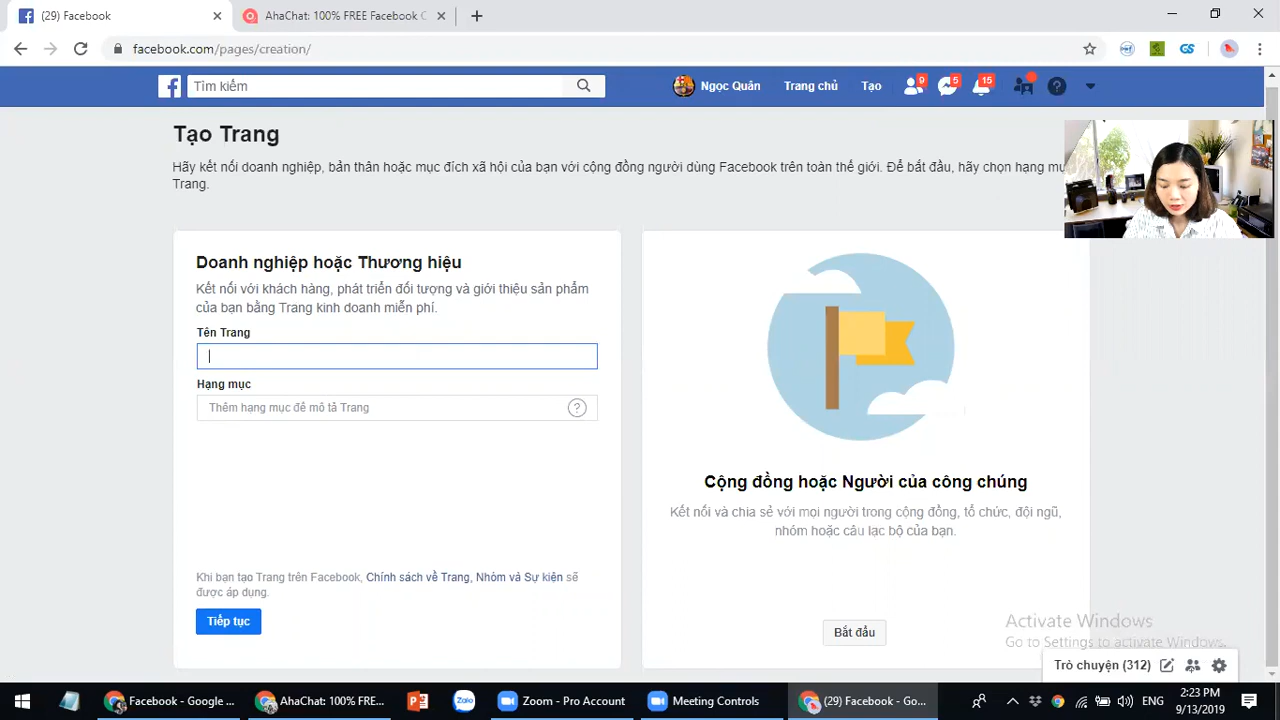 (29) Facebook
AhaChat: 100% FREE Facebook C
facebook.com/pages/creation/
Tìm kiếm
Ngọc Quân
Trang chủ
Tạo
9
5
15
Tạo Trang
Hãy kết nối doanh nghiệp, bản thân hoặc mục đích xã hội của bạn với cộng đồng người dùng Facebook trên toàn thế giới. Để bắt đầu, hãy chọn hạng mụ
Trang.
Doanh nghiệp hoặc Thương hiệu
Kết nối với khách hàng, phát triển đối tượng và giới thiệu sản phẩm
của bạn bằng Trang kinh doanh miễn phí.
Tên Trang
Hạng mục
Thêm hạng mục để mô tả Trang
Khi bạn tạo Trang trên Facebook, Chính sách về Trang, Nhóm và Sự kiện sẽ
được áp dụng.
Tiếp tục
Cộng đồng hoặc Người của công chúng
Kết nối và chia sẻ với mọi người trong cộng đồng, tổ chức, đội ngũ,
nhóm hoặc câu lạc bộ của bạn.
Bắt đầu
Activate Windows
Go to Settings to activate Windows.
Trò chuyện (312)
Facebook - Google ...
AhaChat: 100% FRE...
Zalo
Zoom - Pro Account
Meeting Controls
(29) Facebook - Go...
ENG
2:23 PM
9/13/2019